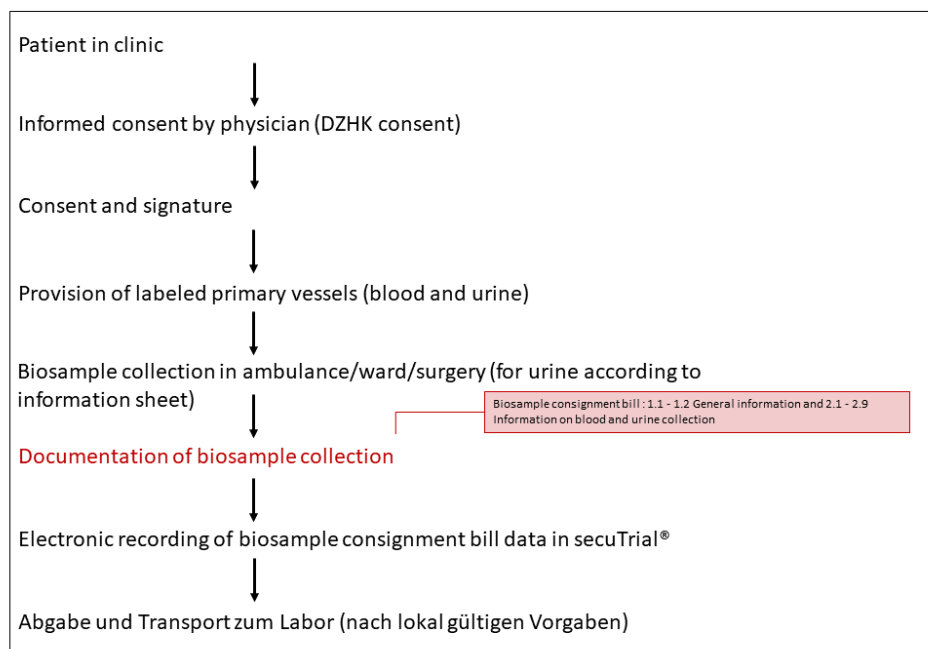 Patient in clinic
Informed consent by physician (DZHK consent)
Consent and signature
Provision of labeled primary vessels (blood and urine)
Biosample collection in ambulance/ward/surgery (for urine according to
information sheet)
Biosample consignment bill : 1.1 - 1.2 General information and 2.1 - 2.9
Information on blood and urine collection
Documentation of biosample collection
Electronic recording of biosample consignment bill data in secuTrial®
Abgabe und Transport zum Labor (nach lokal gültigen Vorgaben)